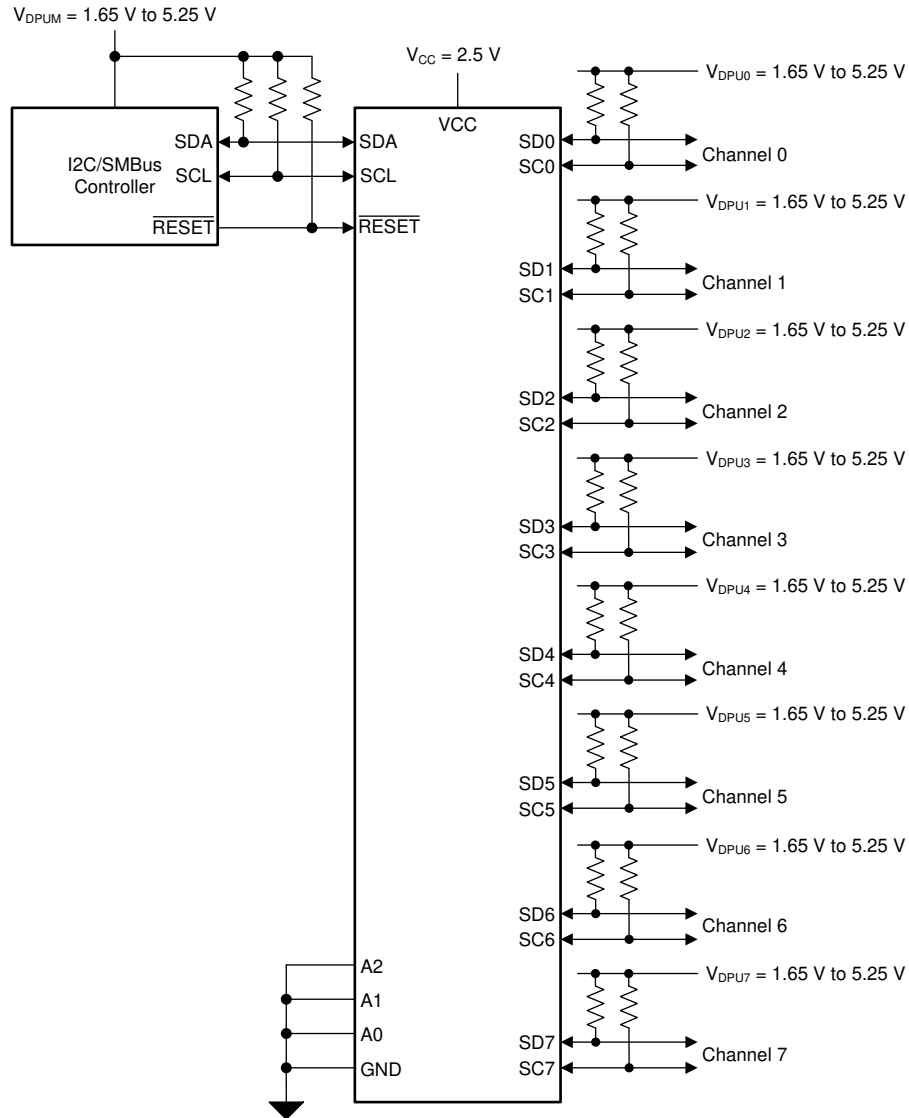 V_DPUM = 1.65 V to 5.25 V
V_CC = 2.5 V
VCC
I2C/SMBus
Controller
SDA
SCL
RESET
SDA
SCL
RESET
V_DPU0 = 1.65 V to 5.25 V
SD0
SC0
Channel 0
V_DPU1 = 1.65 V to 5.25 V
SD1
SC1
Channel 1
V_DPU2 = 1.65 V to 5.25 V
SD2
SC2
Channel 2
V_DPU3 = 1.65 V to 5.25 V
SD3
SC3
Channel 3
V_DPU4 = 1.65 V to 5.25 V
SD4
SC4
Channel 4
V_DPU5 = 1.65 V to 5.25 V
SD5
SC5
Channel 5
V_DPU6 = 1.65 V to 5.25 V
SD6
SC6
Channel 6
V_DPU7 = 1.65 V to 5.25 V
SD7
SC7
Channel 7
A2
A1
A0
GND